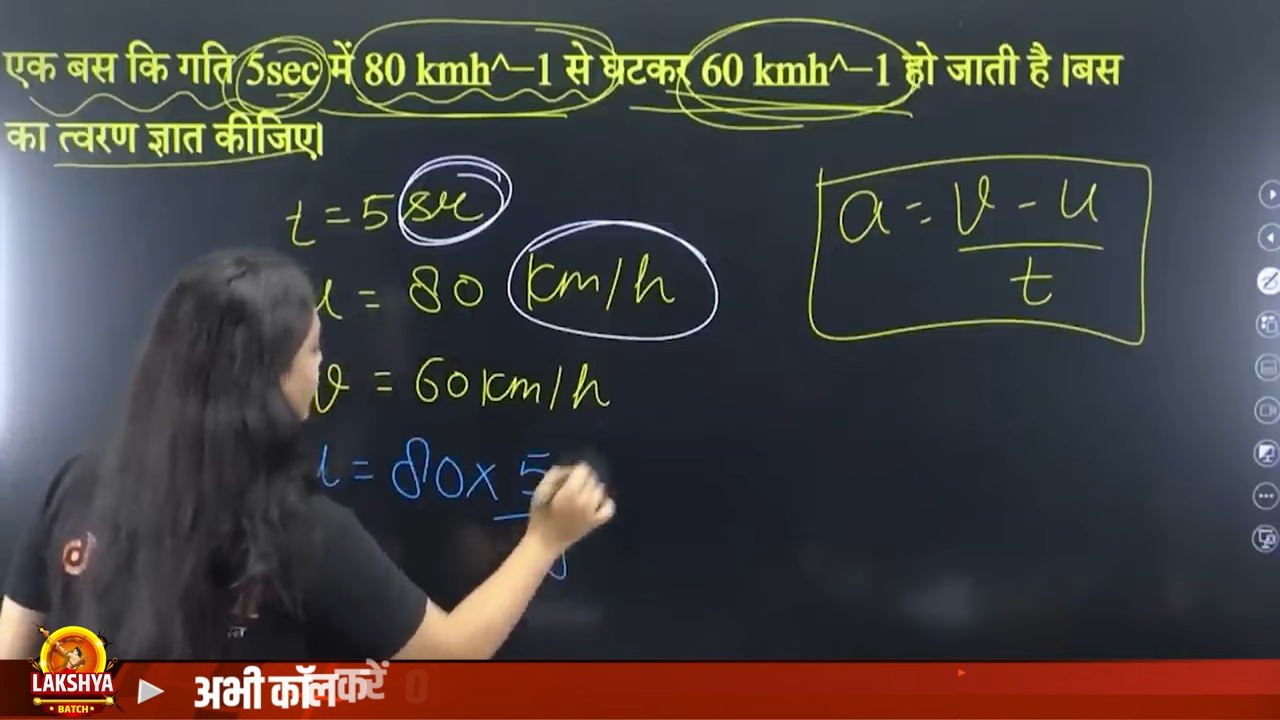 एक बस कि गति 5sec में 80 kmh^−1 से घटकर 60 kmh^−1 हो जाती है।बस
का त्वरण ज्ञात कीजिए।
t = 5 sec
u = 80 km/h
v = 60 km/h
a = v - u
t
= 80 x 5
LAKSHYA
BATCH
अभी कॉल करें